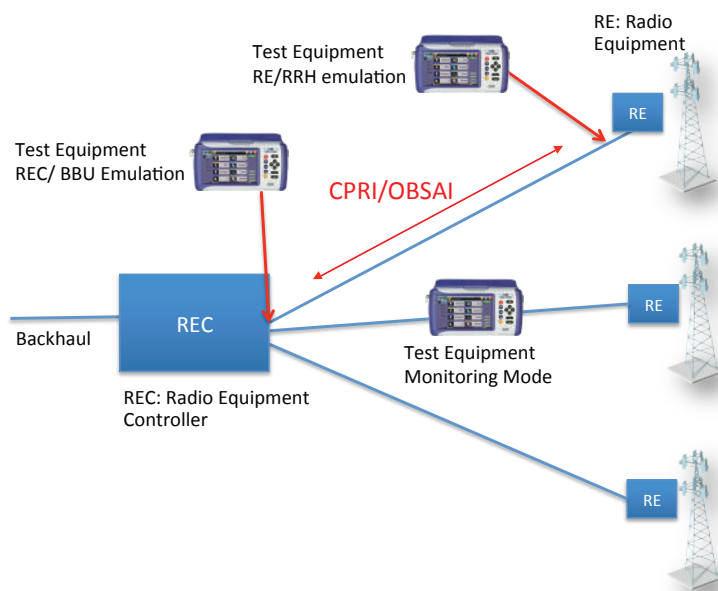 Test Equipment
RE/RRH emulation
RE: Radio
Equipment
RE
Test Equipment
REC/ BBU Emulation
CPRI/OBSAI
REC
RE
Backhaul
Test Equipment
Monitoring Mode
REC: Radio Equipment
Controller
RE